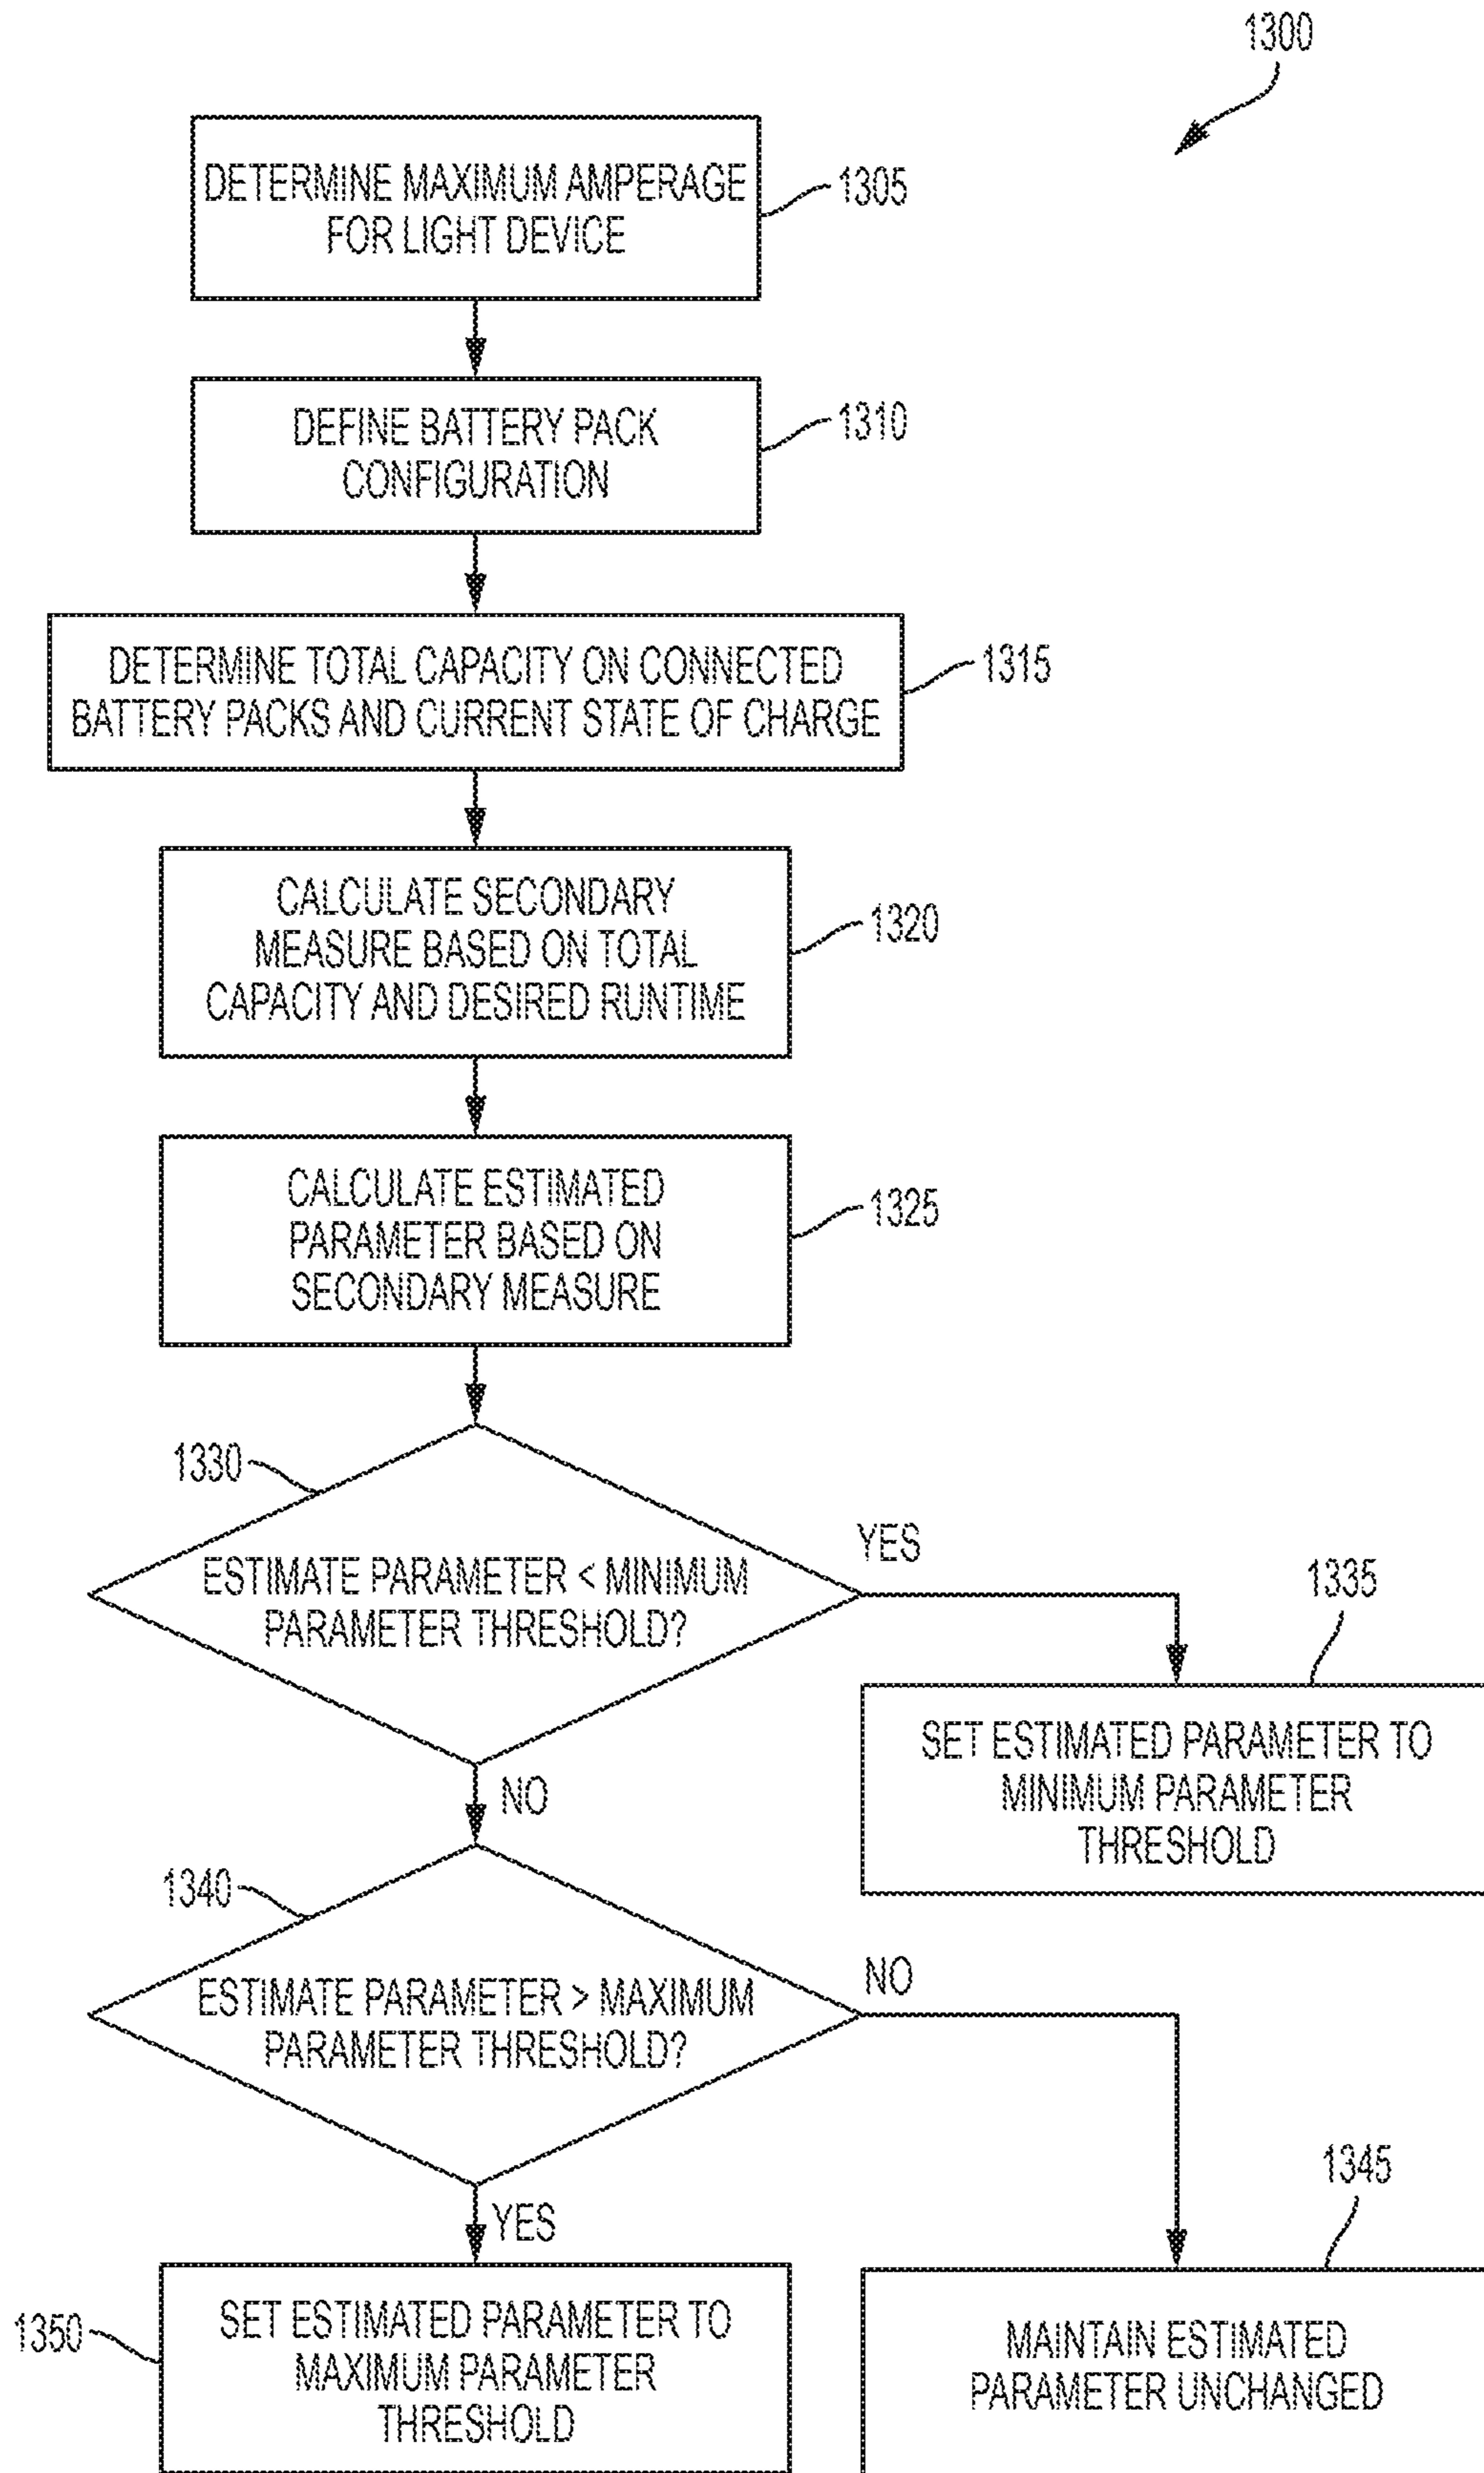 1300
DETERMINE MAXIMUM AMPERAGE
FOR LIGHT DEVICE
1305
DEFINE BATTERY PACK
CONFIGURATION
1310
DETERMINE TOTAL CAPACITY ON CONNECTED
BATTERY PACKS AND CURRENT STATE OF CHARGE
1315
CALCULATE SECONDARY
MEASURE BASED ON TOTAL
CAPACITY AND DESIRED RUNTIME
1320
CALCULATE ESTIMATED
PARAMETER BASED ON
SECONDARY MEASURE
1325
1330
ESTIMATE PARAMETER < MINIMUM
PARAMETER THRESHOLD?
YES
1335
SET ESTIMATED PARAMETER TO
MINIMUM PARAMETER
THRESHOLD
NO
1340
ESTIMATE PARAMETER > MAXIMUM
PARAMETER THRESHOLD?
NO
1345
MAINTAIN ESTIMATED
PARAMETER UNCHANGED
YES
1350
SET ESTIMATED PARAMETER TO
MAXIMUM PARAMETER
THRESHOLD